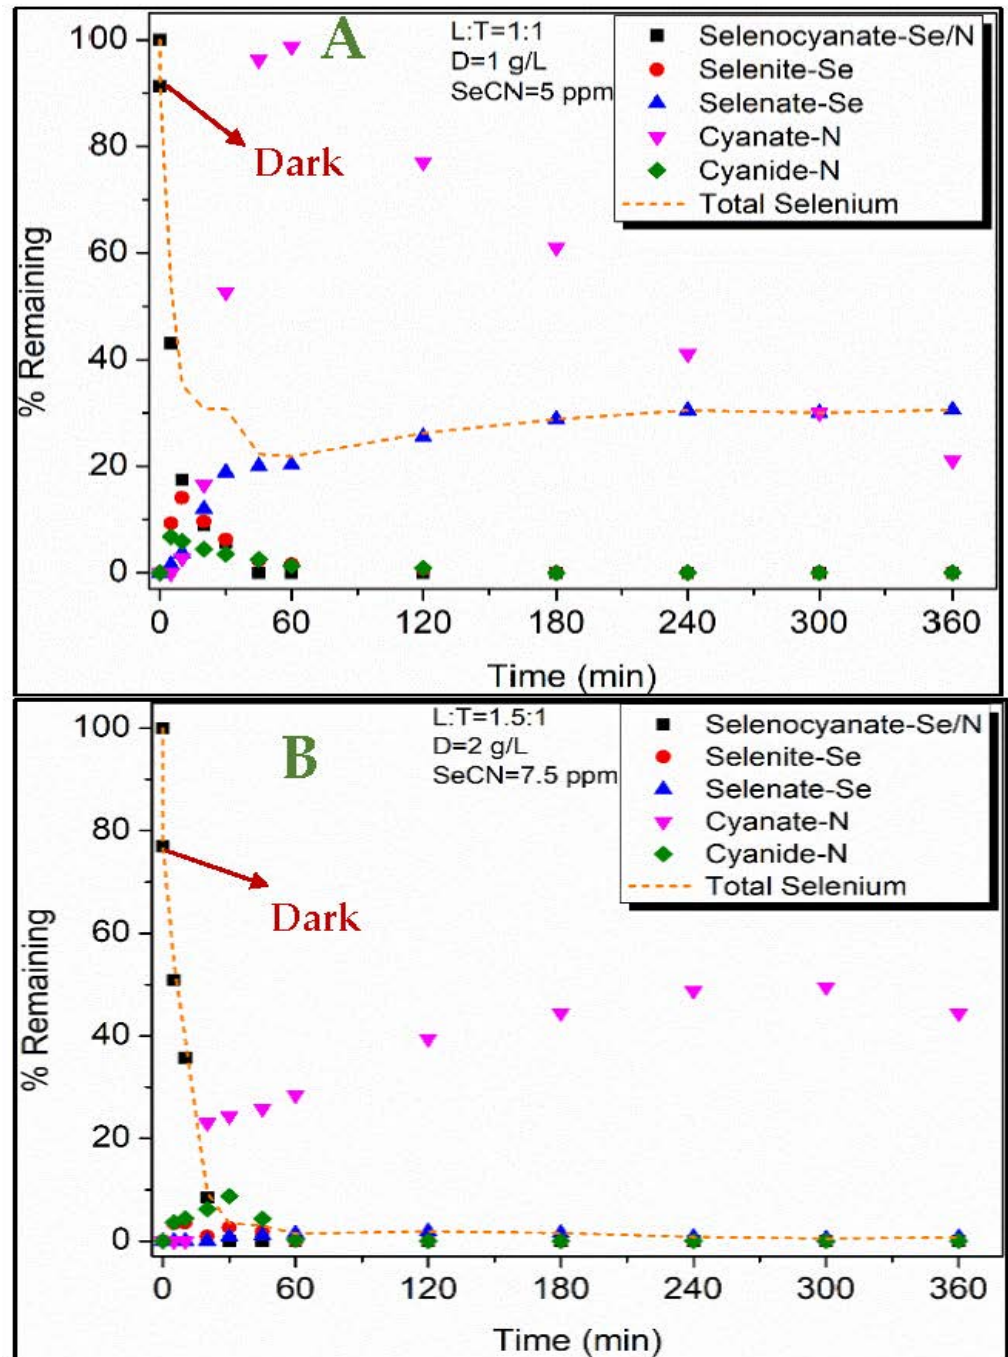 A
L:T=1:1
D=1 g/L
SeCN=5 ppm
Selenocyanate-Se/N
Selenite-Se
Selenate-Se
Cyanate-N
Cyanide-N
Total Selenium
Dark
% Remaining
100
80
60
40
20
0
0 60 120 180 240 300 360
Time (min)
B
L:T=1.5:1
D=2 g/L
SeCN=7.5 ppm
Selenocyanate-Se/N
Selenite-Se
Selenate-Se
Cyanate-N
Cyanide-N
Total Selenium
Dark
% Remaining
100
80
60
40
20
0
0 60 120 180 240 300 360
Time (min)